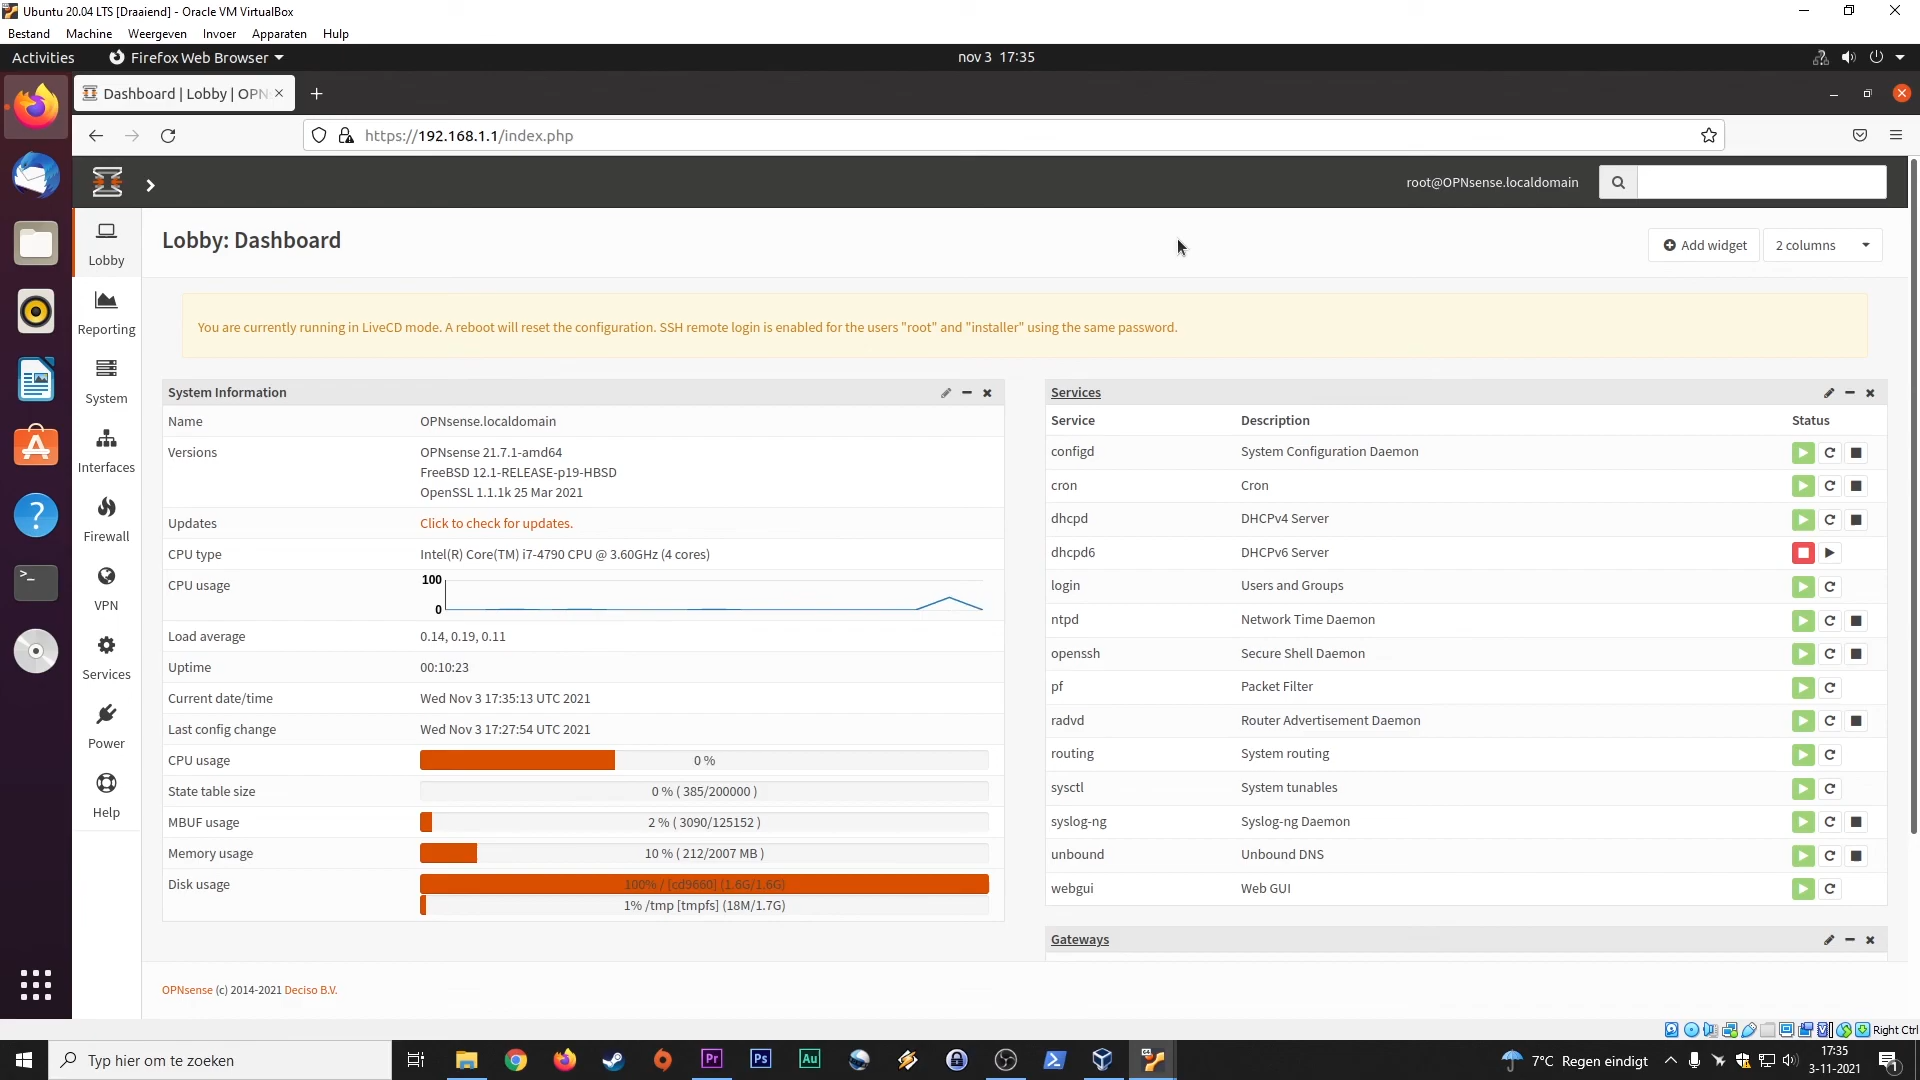 Ubuntu 20.04 LTS [Draaiend] - Oracle VM VirtualBox
Bestand Machine Weergeven Invoer Apparaten Hulp
Activities Firefox Web Browser nov 3 17:35
Dashboard | Lobby | OPN
https://192.168.1.1/index.php
root@OPNsense.localdomain
Lobby
Reporting
System
Interfaces
Firewall
VPN
Services
Power
Help
Lobby: Dashboard
Add widget 2 columns
You are currently running in LiveCD mode. A reboot will reset the configuration. SSH remote login is enabled for the users "root" and "installer" using the same password.
System Information
Name OPNsense.localdomain
Versions OPNsense 21.7.1-amd64
FreeBSD 12.1-RELEASE-p19-HBSD
OpenSSL 1.1.1k 25 Mar 2021
Updates Click to check for updates.
CPU type Intel(R) Core(TM) i7-4790 CPU @ 3.60GHz (4 cores)
CPU usage 100
0
Load average 0.14, 0.19, 0.11
Uptime 00:10:23
Current date/time Wed Nov 3 17:35:13 UTC 2021
Last config change Wed Nov 3 17:27:54 UTC 2021
CPU usage 0 %
State table size 0 % ( 385/200000 )
MBUF usage 2 % ( 3090/125152 )
Memory usage 10 % ( 212/2007 MB )
Disk usage 100% / [cd9660] (1.6G/1.6G)
1% /tmp [tmpfs] (18M/1.7G)
Services
Service Description Status
configd System Configuration Daemon
cron Cron
dhcpd DHCPv4 Server
dhcpd6 DHCPv6 Server
login Users and Groups
ntpd Network Time Daemon
openssh Secure Shell Daemon
pf Packet Filter
radvd Router Advertisement Daemon
routing System routing
sysctl System tunables
syslog-ng Syslog-ng Daemon
unbound Unbound DNS
webgui Web GUI
Gateways
OPNsense (c) 2014-2021 Deciso B.V.
Right Ctrl
Typ hier om te zoeken
Pr Ps Au
7°C Regen eindigt
17:35
3-11-2021
1